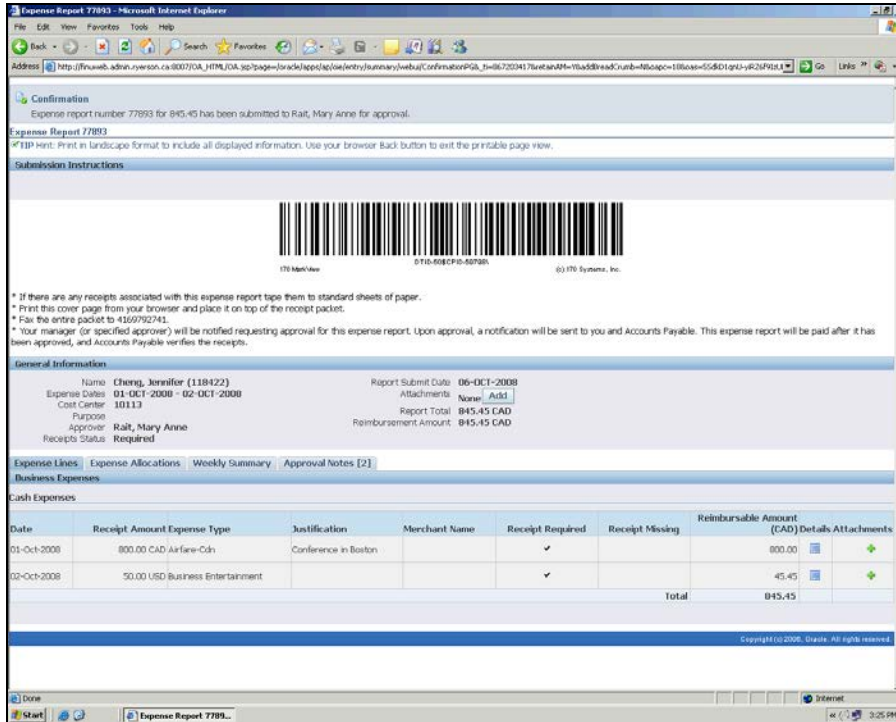 Expense Report 77893 - Microsoft Internet Explorer
File Edit View Favorites Tools Help
Back Search Favorites
Address Go Links
Confirmation
Expense report number 77893 for 845.45 has been submitted to Rait, Mary Anne for approval.
Expense Report 77893
TIP Hint: Print in landscape format to include all displayed information. Use your browser Back button to exit the printable page view.
Submission Instructions
170 MarkView (c) 170 Systems, Inc.
* If there are any receipts associated with this expense report tape them to standard sheets of paper.
* Print this cover page from your browser and place it on top of the receipt packet.
* Fax the entire packet to 4169792741.
* Your manager (or specified approver) will be notified requesting approval for this expense report. Upon approval, a notification will be sent to you and Accounts Payable. This expense report will be paid after it has
been approved, and Accounts Payable verifies the receipts.
General Information
Name Cheng, Jennifer (118422) Report Submit Date 06-OCT-2008
Expense Dates 01-OCT-2008 - 02-OCT-2008 Attachments None Add
Cost Center 10113 Report Total 845.45 CAD
Purpose Reimbursement Amount 845.45 CAD
Approver Rait, Mary Anne
Receipts Status Required
Expense Lines Expense Allocations Weekly Summary Approval Notes [2]
Business Expenses
Cash Expenses
Date Receipt Amount Expense Type Justification Merchant Name Receipt Required Receipt Missing Reimbursable Amount (CAD) Details Attachments
01-Oct-2008 800.00 CAD Airfare-Cdn Conference in Boston 800.00
02-Oct-2008 50.00 USD Business Entertainment 45.45
Total 845.45
Copyright (c) 2006, Oracle. All rights reserved.
Done Internet
Start Expense Report 7789... 3:25 PM